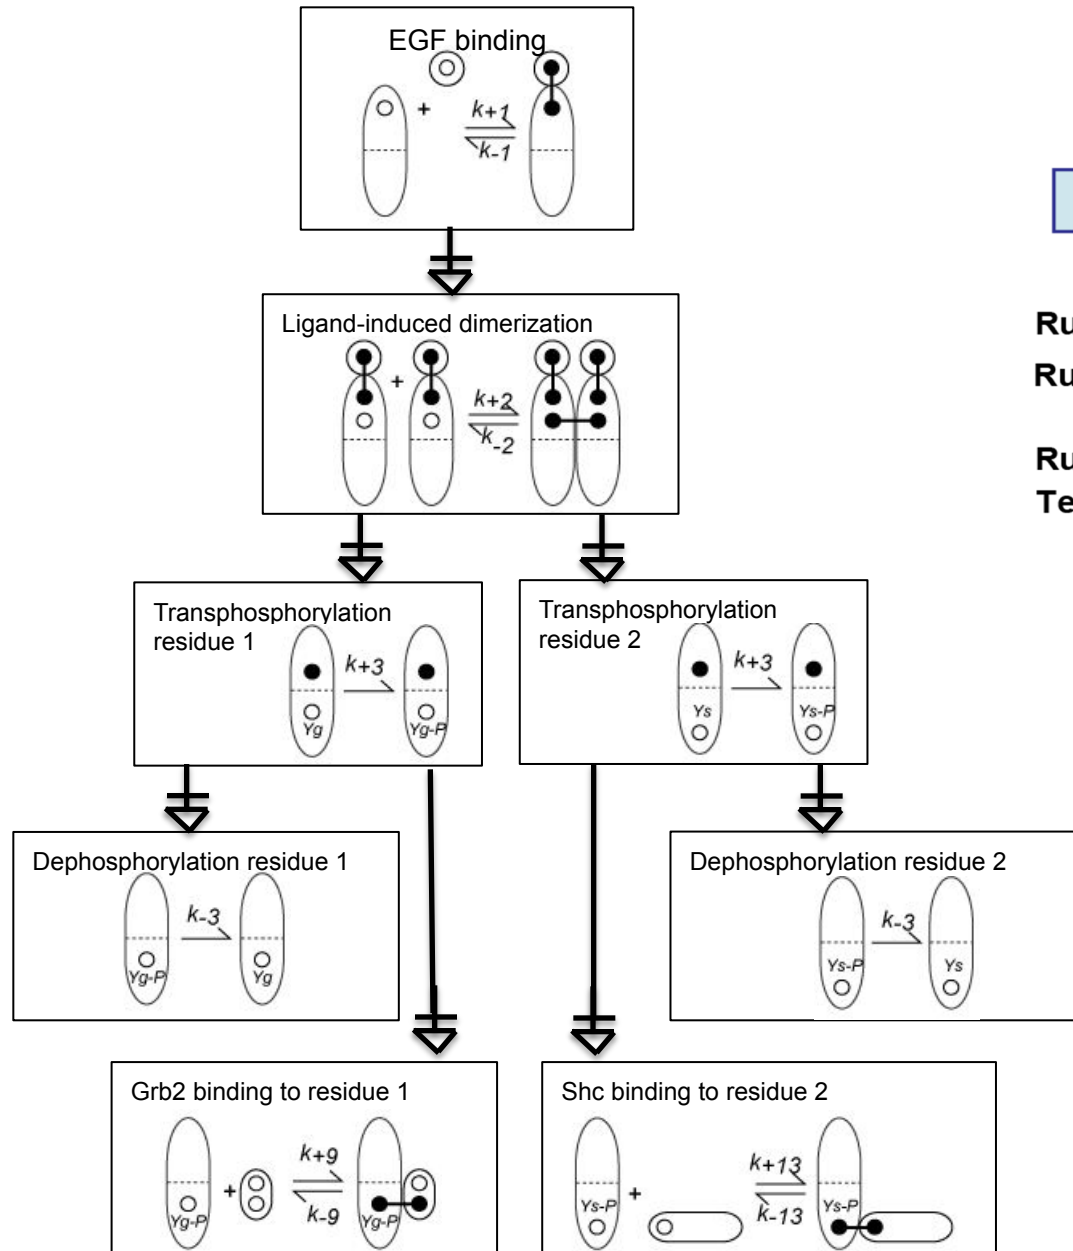 EGF binding
+
k+1
k-1
Ligand-induced dimerization
+
k+2
k-2
Ru
Ru
Ru
Te
Transphosphorylation
residue 1
k+3
Yg
Yg-P
Transphosphorylation
residue 2
k+3
Ys
Ys-P
Dephosphorylation residue 1
k-3
Yg-P
Yg
Dephosphorylation residue 2
k-3
Ys-P
Ys
Grb2 binding to residue 1
+
k+9
k-9
Yg-P
Yg-P
Shc binding to residue 2
+
k+13
k-13
Ys-P
Ys-P